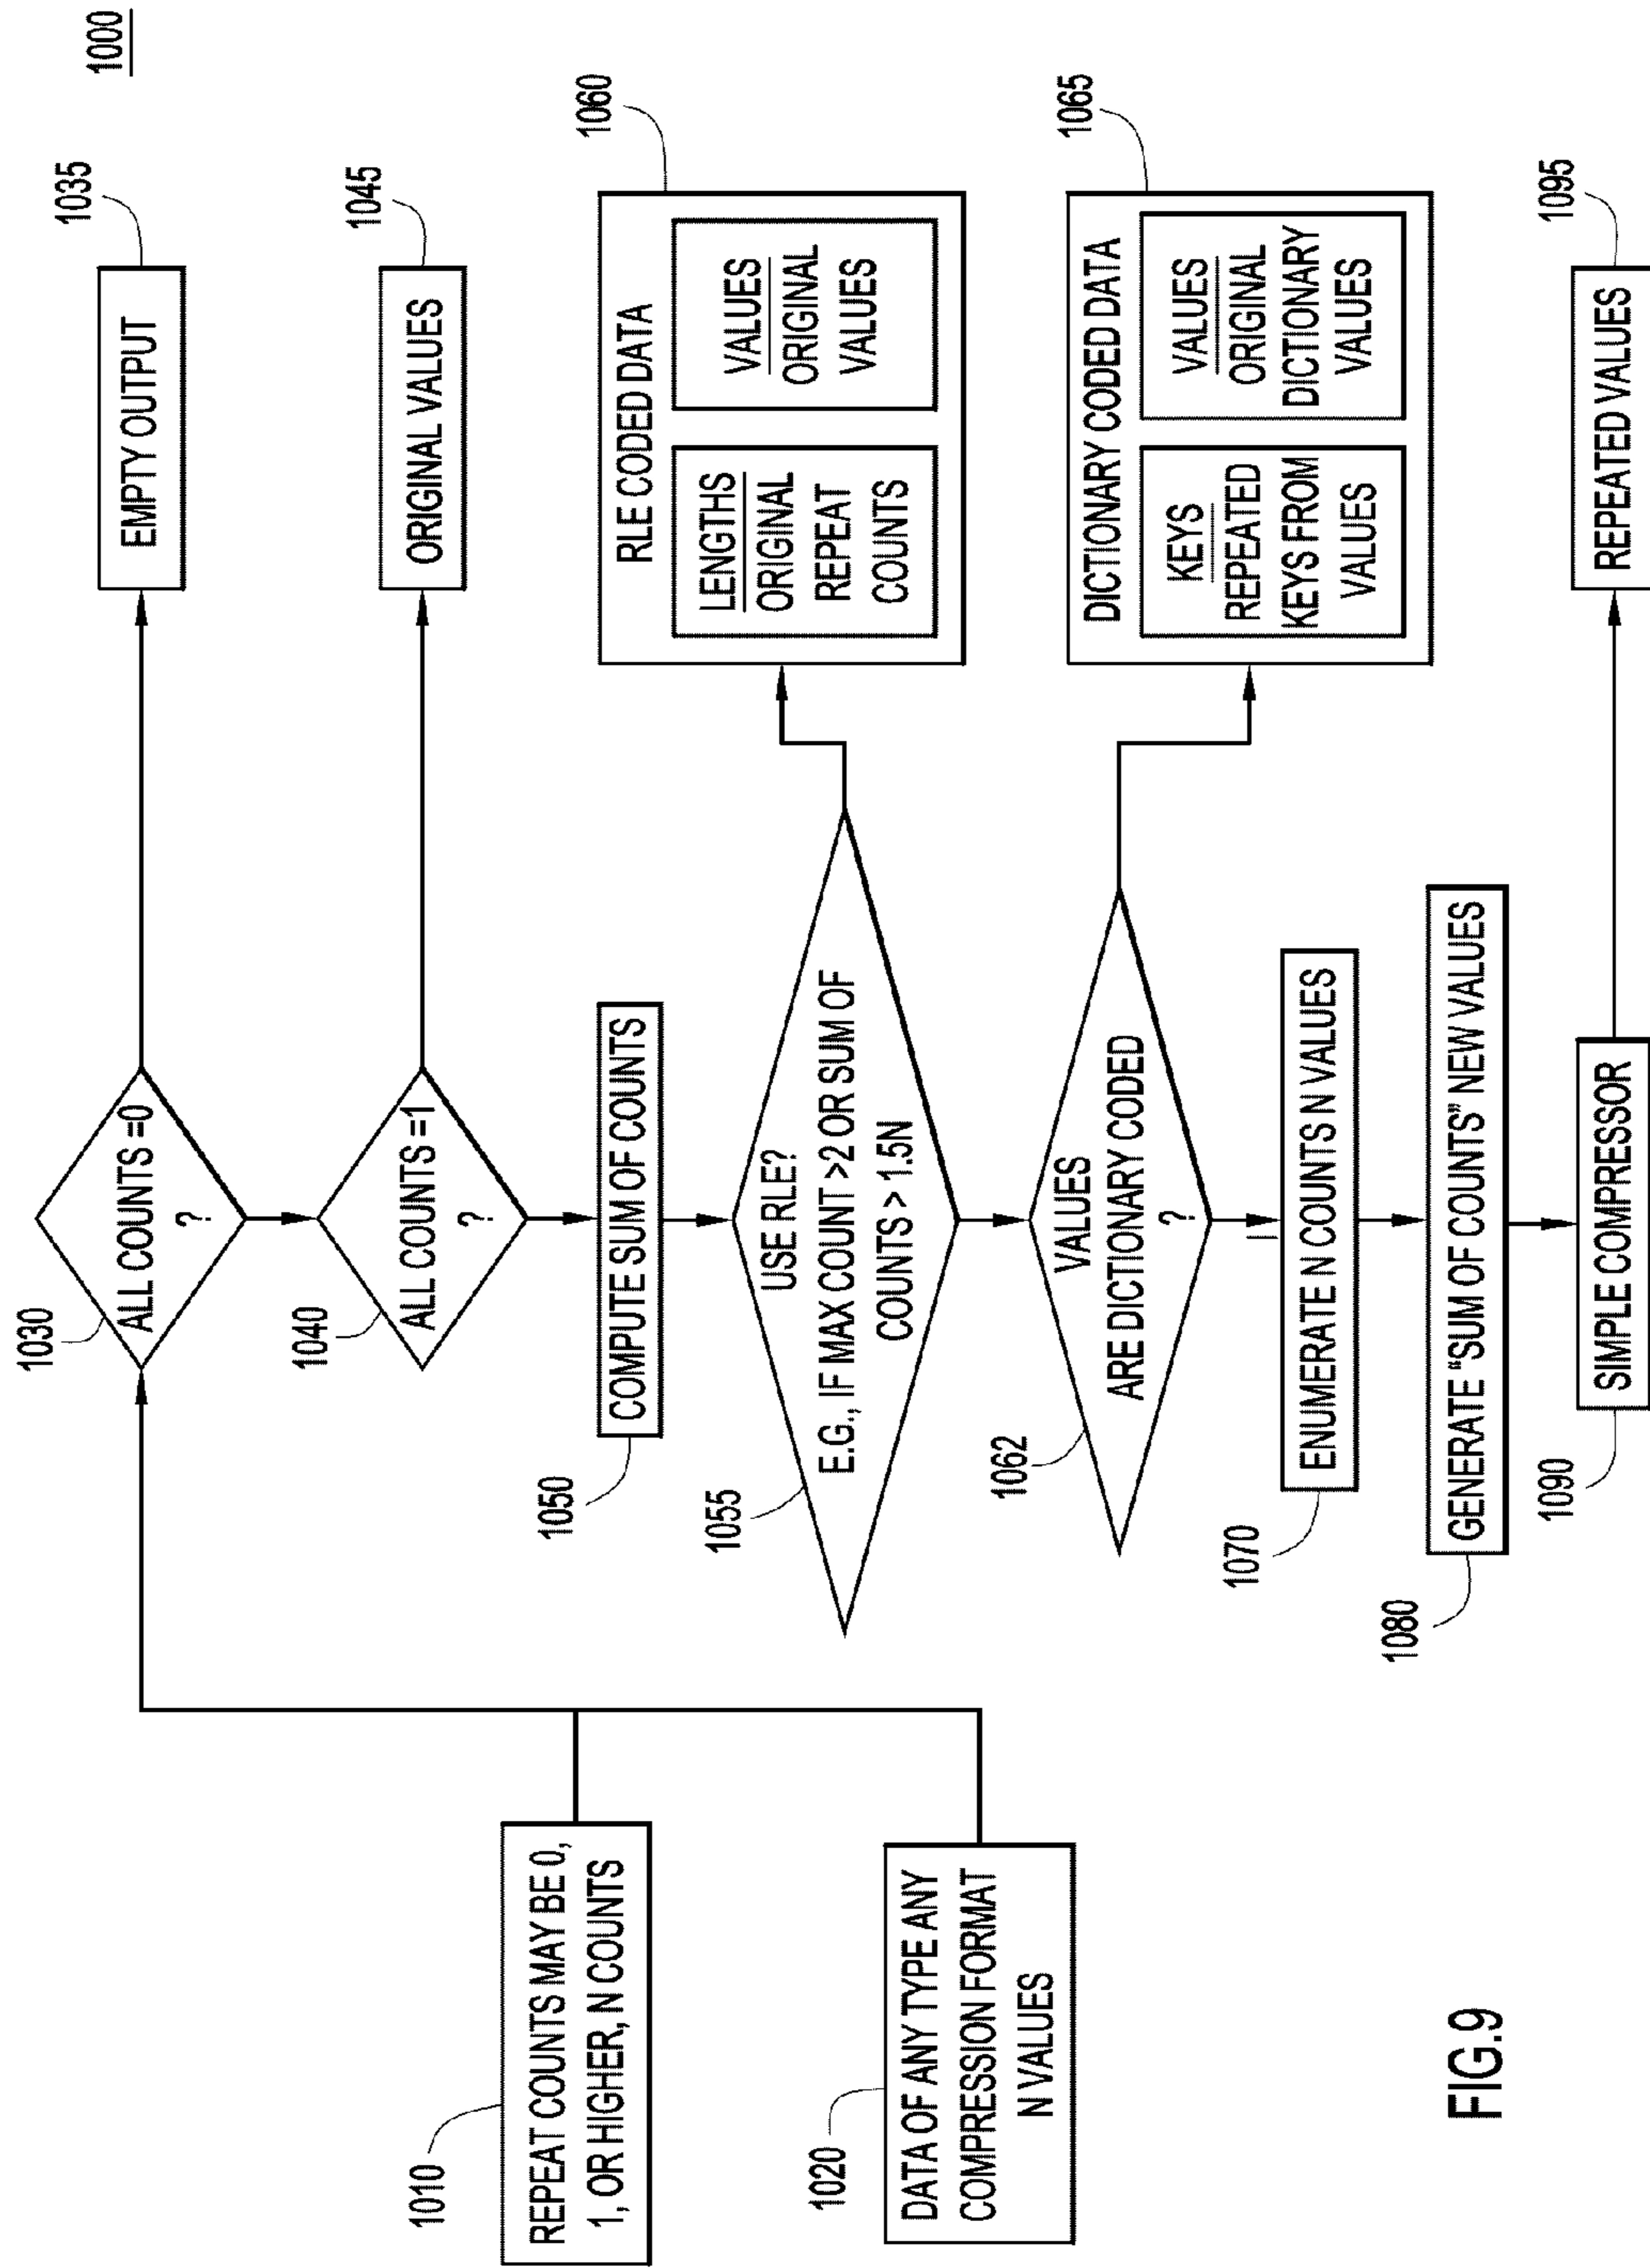 1000
1010
REPEAT COUNTS MAY BE 0,
1, OR HIGHER, N COUNTS
1020
DATA OF ANY TYPE ANY
COMPRESSION FORMAT
N VALUES
1030
ALL COUNTS =0
?
1035
EMPTY OUTPUT
1040
ALL COUNTS =1
?
1045
ORIGINAL VALUES
1050
COMPUTE SUM OF COUNTS
1055
USE RLE?
E.G., IF MAX COUNT >2 OR SUM OF
COUNTS > 1.5N
1060
RLE CODED DATA
LENGTHS
ORIGINAL
REPEAT
COUNTS
VALUES
ORIGINAL
VALUES
1062
VALUES
ARE DICTIONARY CODED
?
1065
DICTIONARY CODED DATA
KEYS
REPEATED
KEYS FROM
VALUES
VALUES
ORIGINAL
DICTIONARY
VALUES
1070
ENUMERATE N COUNTS N VALUES
1080
GENERATE "SUM OF COUNTS" NEW VALUES
1090
SIMPLE COMPRESSOR
1095
REPEATED VALUES
FIG.9